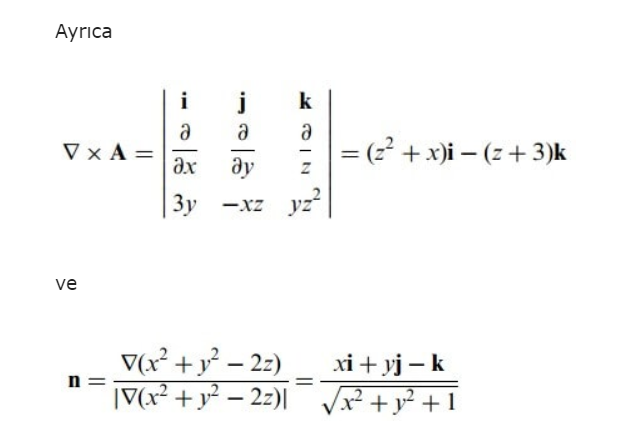 Ayrıca
∇ × A = | i j k |
| ∂/∂x ∂/∂y ∂/z | = (z² + x)i − (z + 3)k
| 3y −xz yz² |
ve
n = ∇(x² + y² − 2z) / |∇(x² + y² − 2z)| = xi + yj − k / √x² + y² + 1